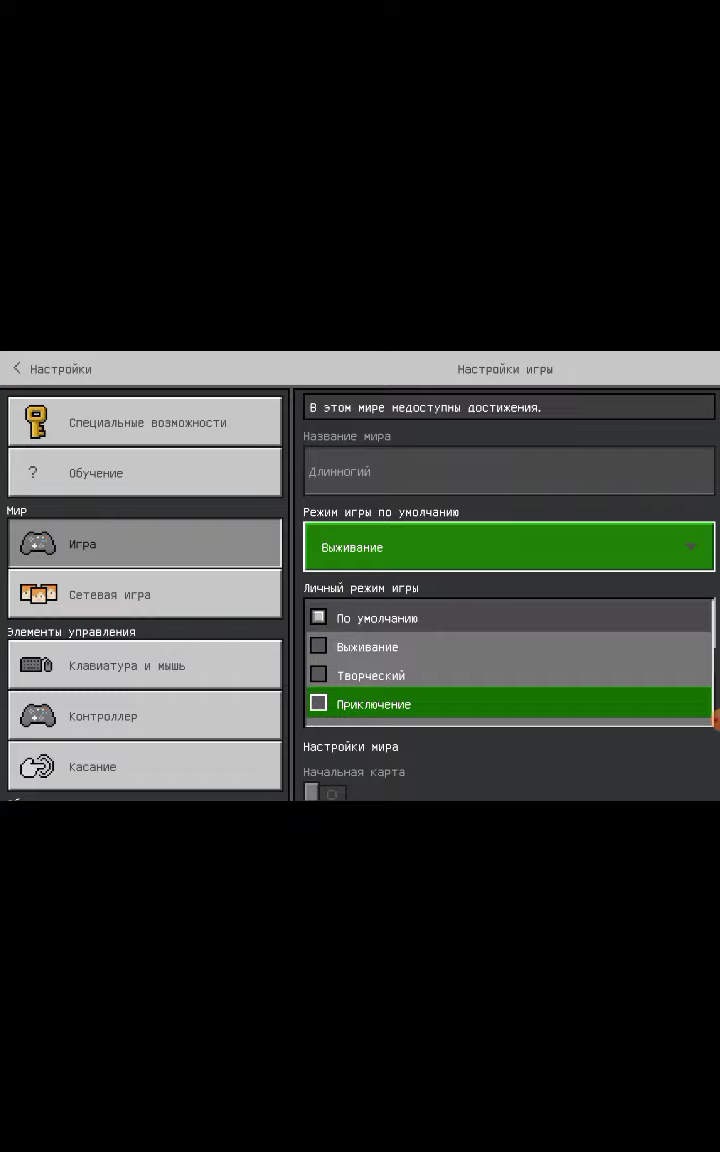 Настройки
Настройки игры
Специальные возможности
? Обучение
Мир
Игра
Сетевая игра
Элементы управления
Клавиатура и мышь
Контроллер
Касание
В этом мире недоступны достижения.
Название мира
Длинногий
Режим игры по умолчанию
Выживание
Личный режим игры
По умолчанию
Выживание
Творческий
Приключение
Настройки мира
Начальная карта